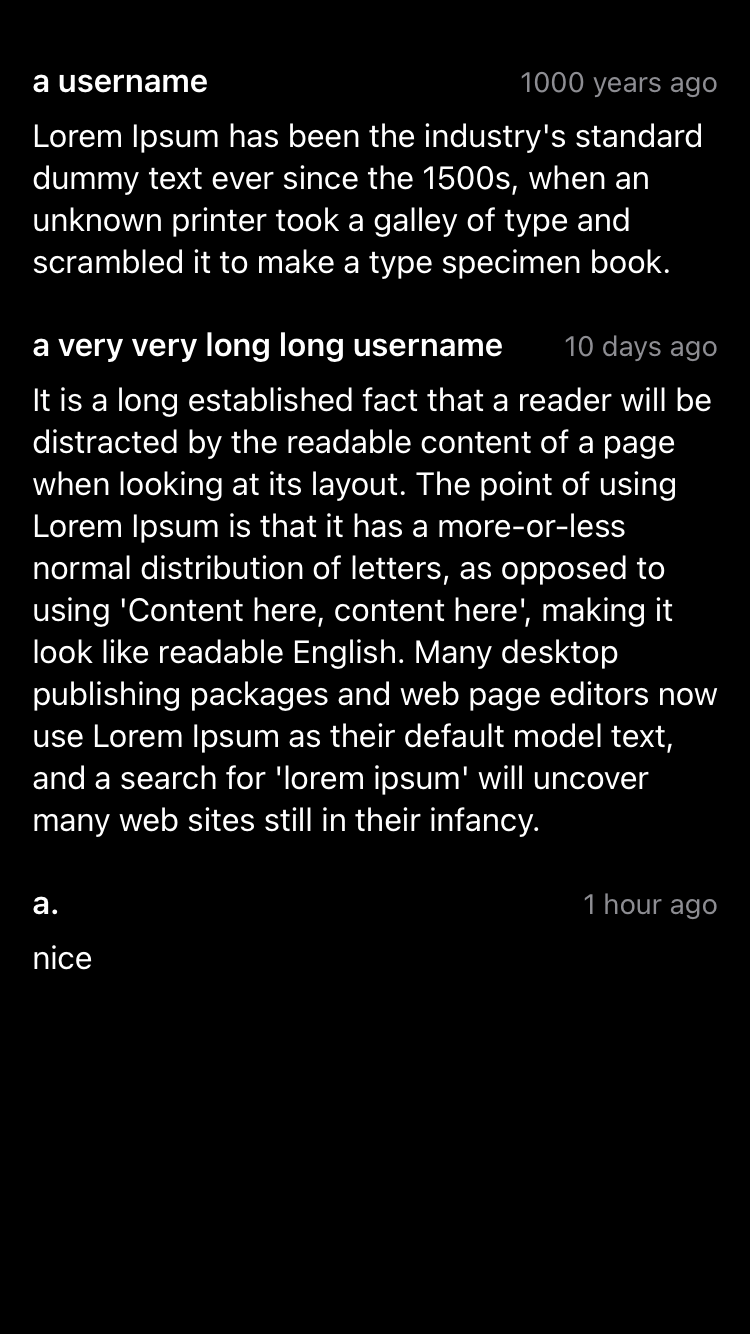 a username 1000 years ago
Lorem Ipsum has been the industry's standard
dummy text ever since the 1500s, when an
unknown printer took a galley of type and
scrambled it to make a type specimen book.
a very very long long username 10 days ago
It is a long established fact that a reader will be
distracted by the readable content of a page
when looking at its layout. The point of using
Lorem Ipsum is that it has a more-or-less
normal distribution of letters, as opposed to
using 'Content here, content here', making it
look like readable English. Many desktop
publishing packages and web page editors now
use Lorem Ipsum as their default model text,
and a search for 'lorem ipsum' will uncover
many web sites still in their infancy.
a. 1 hour ago
nice